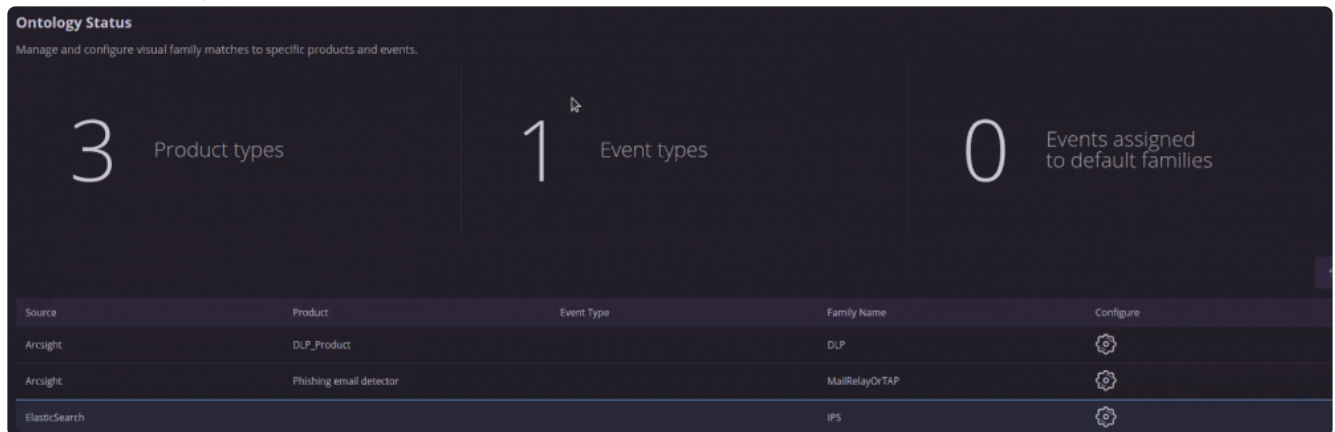 Ontology Status
Manage and configure visual family matches to specific products and events.
3 Product types
1 Event types
0 Events assigned
to default families
Source Product Event Type Family Name Configure
Arcsight DLP_Product DLP
Arcsight Phishing email detector MailRelayOrTAP
ElasticSearch IPS